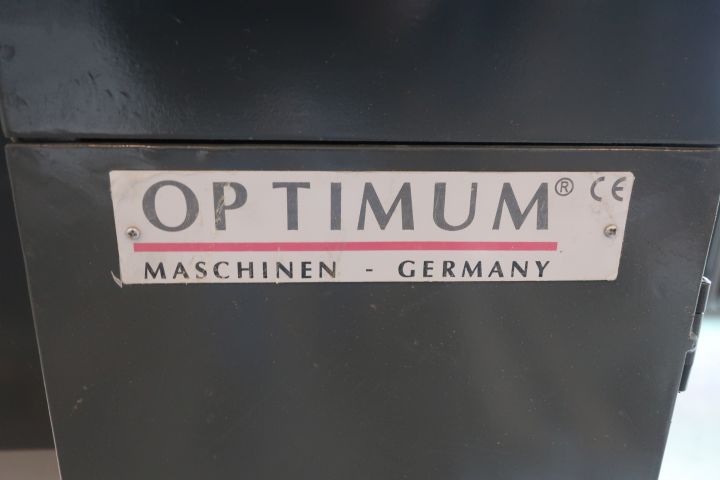 OPTIMUM® CE
MASCHINEN - GERMANY